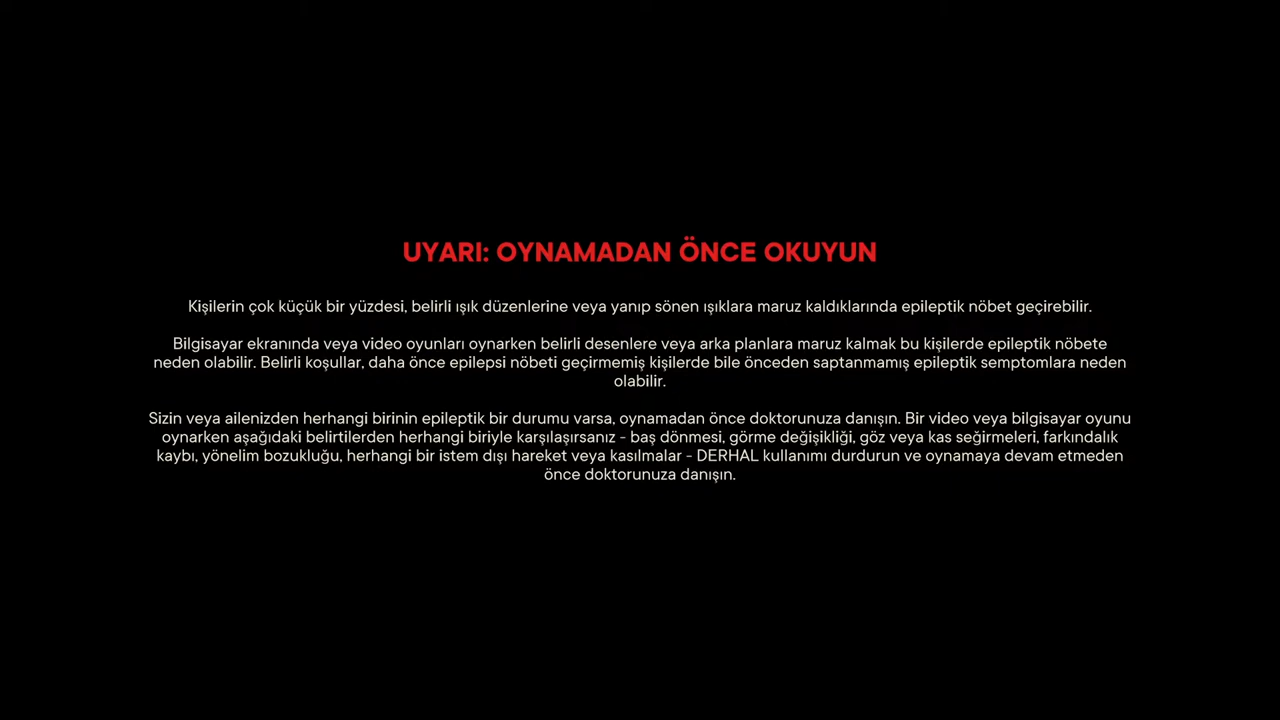 UYARI: OYNAMADAN ÖNCE OKUYUN
Kişilerin çok küçük bir yüzdesi, belirli ışık düzenlerine veya yanıp sönen ışıklara maruz kaldıklarında epileptik nöbet geçirebilir.
Bilgisayar ekranında veya video oyunları oynarken belirli desenlere veya arka planlara maruz kalmak bu kişilerde epileptik nöbete
neden olabilir. Belirli koşullar, daha önce epilepsi nöbeti geçirmemiş kişilerde bile önceden saptanmamış epileptik semptomlara neden
olabilir.
Sizin veya ailenizden herhangi birinin epileptik bir durumu varsa, oynamadan önce doktorunuza danışın. Bir video veya bilgisayar oyunu
oynarken aşağıdaki belirtilerden herhangi biriyle karşılaşırsanız - baş dönmesi, görme değişikliği, göz veya kas seğirmeleri, farkındalık
kaybı, yönelim bozukluğu, herhangi bir istem dışı hareket veya kasılmalar - DERHAL kullanımı durdurun ve oynamaya devam etmeden
önce doktorunuza danışın.